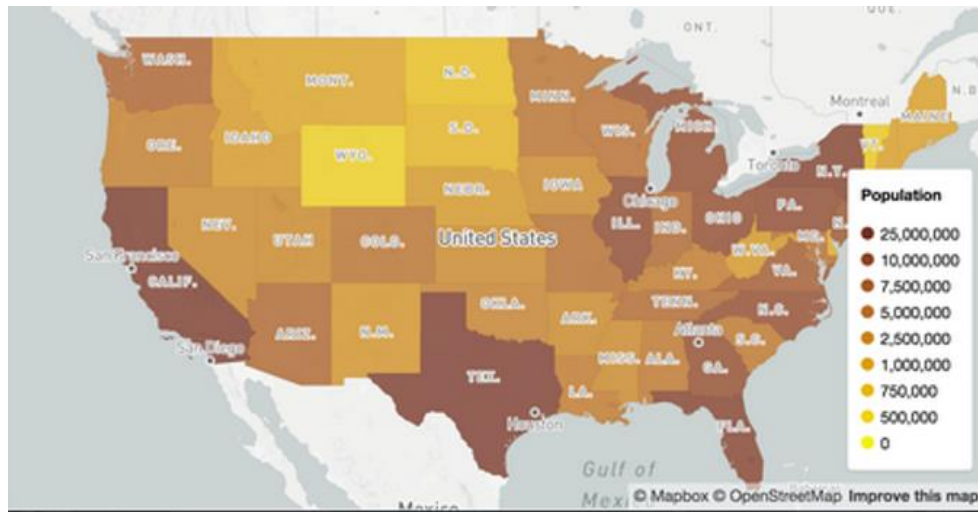 ONT.
QUE.
WASH.
MONT.
N.D.
MINN.
Montreal
N.B.
MAINE
ORE.
IDAHO
S.D.
WIS.
MICH.
Toronto
VT.
WYO.
N.Y.
NEBR.
IOWA
Chicago
NEV.
UTAH
COLO.
United States
ILL.
IND.
OHIO
PA.
N.
W.VA.
MD.
San Francisco
CALIF.
KY.
VA.
ARIZ.
N.M.
OKLA.
ARK.
TENN.
N.C.
San Diego
Atlanta
MISS.
ALA.
GA.
S.C.
TEX.
LA.
Houston
FLA.
Gulf of
Mexico
Population
25,000,000
10,000,000
7,500,000
5,000,000
2,500,000
1,000,000
750,000
500,000
0
© Mapbox © OpenStreetMap Improve this map